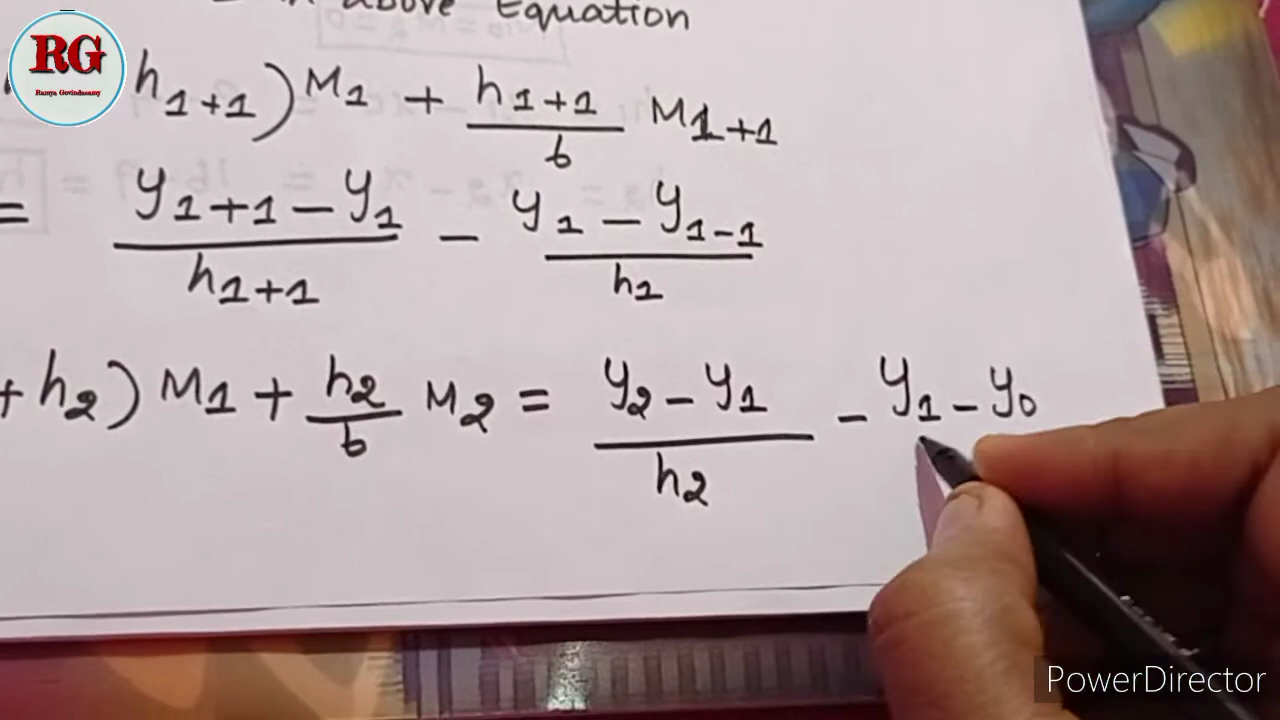 above Equation
RG
Ramya Govindasamy
h1+1) M1 + h1+1/6 M1+1
= y1+1 - y1/h1+1 - y1 - y1-1/h1
+ h2) M1 + h2/6 M2 = y2 - y1/h2 - y1 - y0
PowerDirector